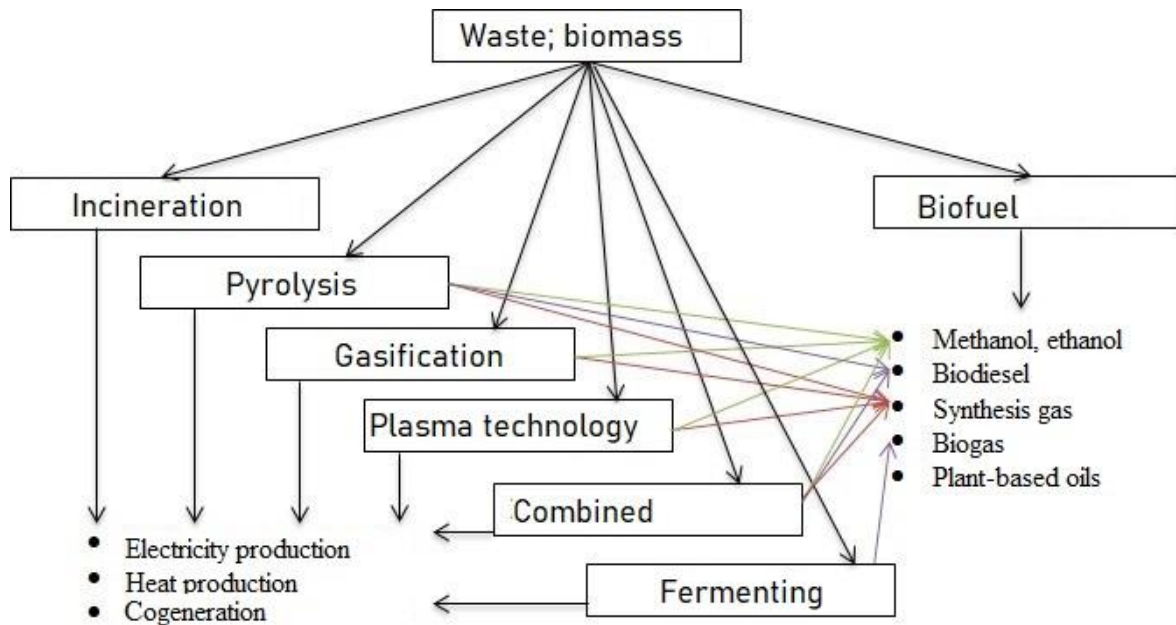 Waste; biomass
Incineration
Biofuel
Pyrolysis
Gasification
Plasma technology
Combined
Fermenting
Methanol, ethanol
Biodiesel
Synthesis gas
Biogas
Plant-based oils
Electricity production
Heat production
Cogeneration